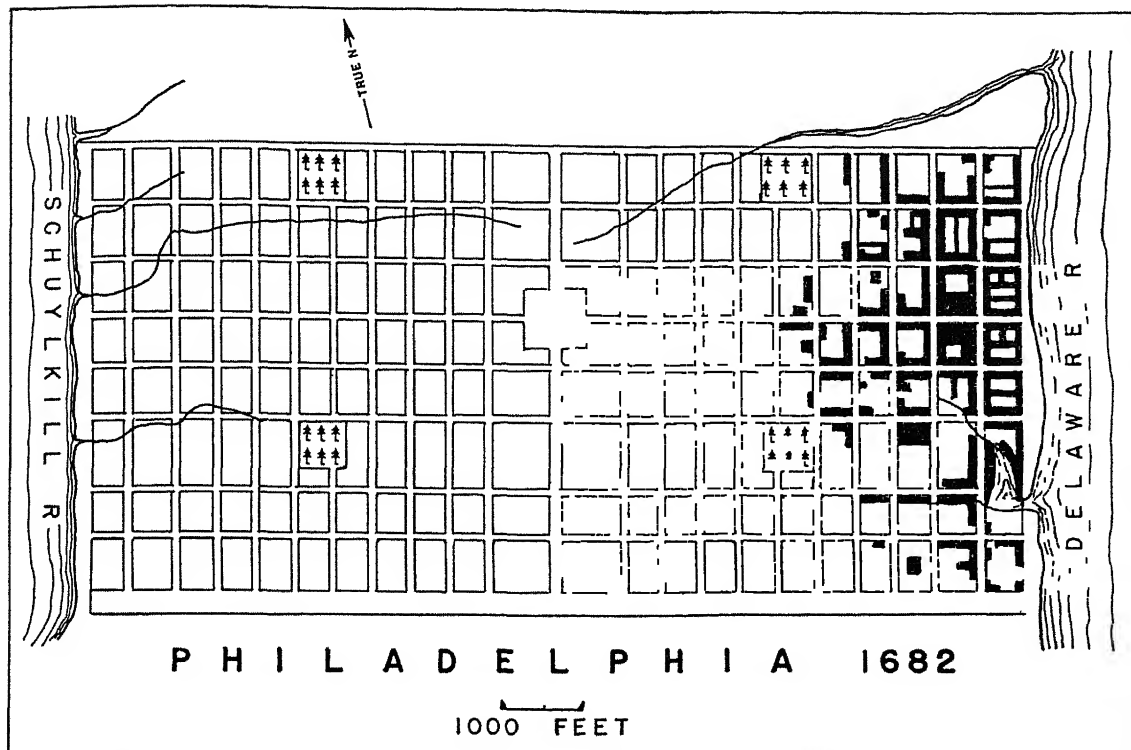 TRUE N
SCHUYLKILL R
DELAWARE R
PHILADELPHIA 1682
1000 FEET